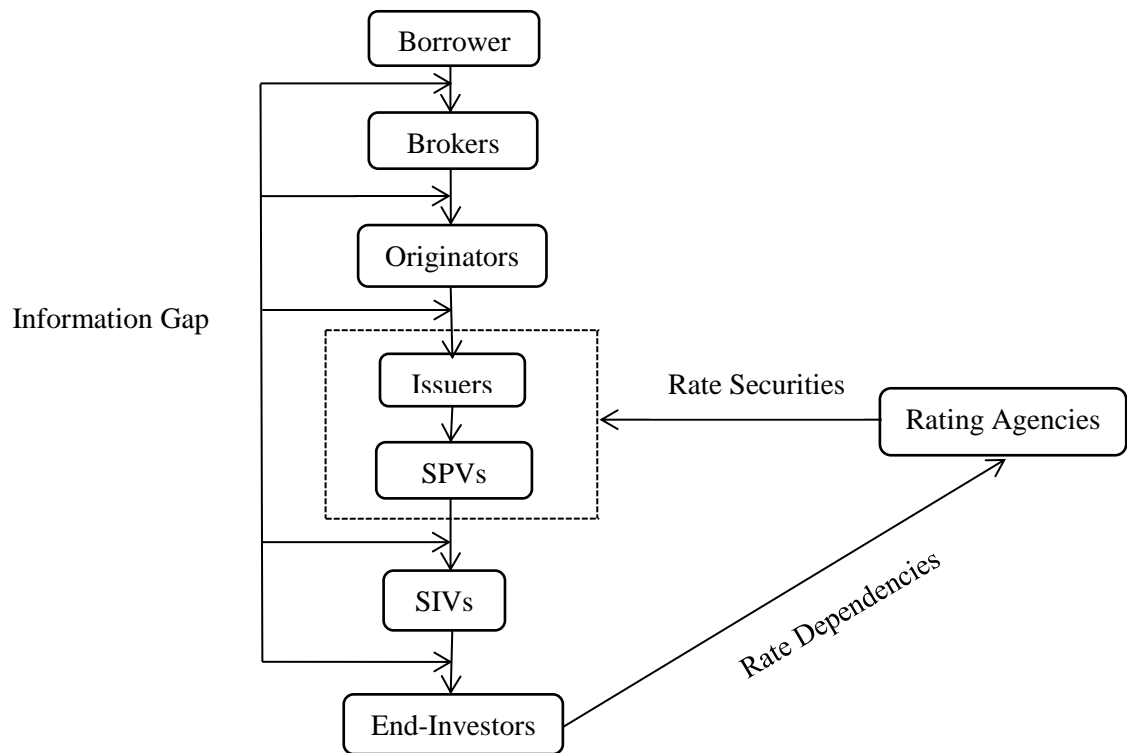 Borrower
Brokers
Originators
Information Gap
Issuers
Rate Securities
Rating Agencies
SPVs
SIVs
Rate Dependencies
End-Investors